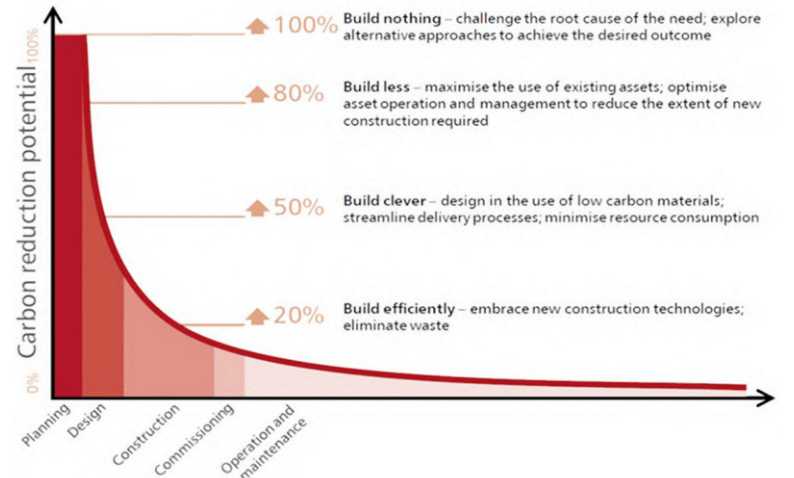 100%
Build nothing – challenge the root cause of the need; explore
alternative approaches to achieve the desired outcome
80%
Build less – maximise the use of existing assets; optimise
asset operation and management to reduce the extent of new
construction required
50%
Build clever – design in the use of low carbon materials;
streamline delivery processes; minimise resource consumption
20%
Build efficiently – embrace new construction technologies;
eliminate waste
Carbon reduction potential
100%
0%
Planning
Design
Construction
Commissioning
Operation and
maintenance